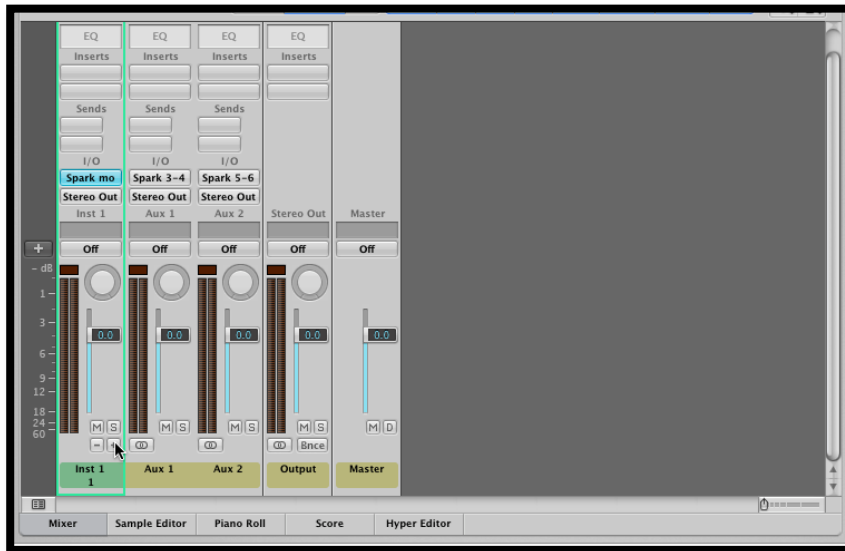 EQ EQ EQ EQ
Inserts Inserts Inserts Inserts
Sends Sends Sends
I/O I/O I/O
Spark mo Spark 3-4 Spark 5-6
Stereo Out Stereo Out Stereo Out
Inst 1 Aux 1 Aux 2 Stereo Out Master
+ Off Off Off Off Off
- dB
1
3 0.0 0.0 0.0 0.0 0.0
6
9
12
18
24 M S M S M S M S M D
60
- + Bnce
Inst 1 Aux 1 Aux 2 Output Master
1
Mixer Sample Editor Piano Roll Score Hyper Editor